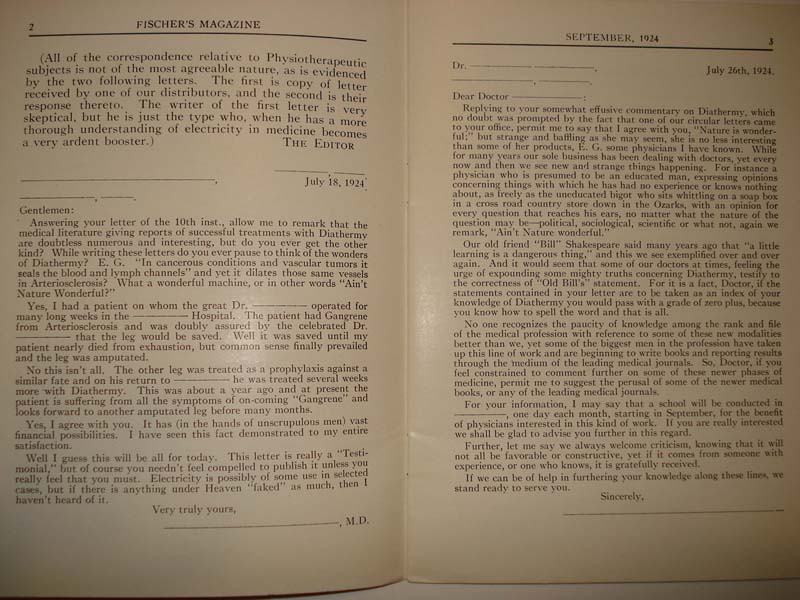 2 FISCHER'S MAGAZINE
(All of the correspondence relative to Physiotherapeutic
subjects is not of the most agreeable nature, as is evidenced
by the two following letters. The first is copy of letter
received by one of our distributors, and the second is their
response thereto. The writer of the first letter is very
skeptical, but he is just the type who, when he has a more
thorough understanding of electricity in medicine becomes
a very ardent booster.) THE EDITOR
July 18, 1924
Gentlemen:
Answering your letter of the 10th inst., allow me to remark that the
medical literature giving reports of successful treatments with Diathermy
are doubtless numerous and interesting, but do you ever get the other
kind? While writing these letters do you ever pause to think of the wonders
of Diathermy? E. G. "In cancerous conditions and vascular tumors it
seals the blood and lymph channels" and yet it dilates those same vessels
in Arteriosclerosis? What a wonderful machine, or in other words "Ain't
Nature Wonderful?"
Yes, I had a patient on whom the great Dr. ———— operated for
many long weeks in the ———— Hospital. The patient had Gangrene
from Arteriosclerosis and was doubly assured by the celebrated Dr.
———— that the leg would be saved. Well it was saved until my
patient nearly died from exhaustion, but common sense finally prevailed
and the leg was amputated.
No this isn't all. The other leg was treated as a prophylaxis against a
similar fate and on his return to ———— he was treated several weeks
more with Diathermy. This was about a year ago and at present the
patient is suffering from all the symptoms of on-coming "Gangrene" and
looks forward to another amputated leg before many months.
Yes, I agree with you. It has (in the hands of unscrupulous men) vast
financial possibilities. I have seen this fact demonstrated to my entire
satisfaction.
Well I guess this will be all for today. This letter is really a "Testi-
monial," but of course you needn't feel compelled to publish it unless you
really feel that you must. Electricity is possibly of some use in selected
cases, but if there is anything under Heaven "faked" as much, then I
haven't heard of it.
Very truly yours,
————, M.D.
SEPTEMBER, 1924 3
Dr. ————.
July 26th, 1924.
Dear Doctor ————:
Replying to your somewhat effusive commentary on Diathermy, which
no doubt was prompted by the fact that one of our circular letters came
to your office, permit me to say that I agree with you, "Nature is wonder-
ful;" but strange and baffling as she may seem, she is no less interesting
than some of her products, E. G. some physicians I have known. While
for many years our sole business has been dealing with doctors, yet every
now and then we see new and strange things happening. For instance a
physician who is presumed to be an educated man, expressing opinions
concerning things with which he has had no experience or knows nothing
about, as freely as the uneducated bigot who sits whittling on a soap box
in a cross road country store down in the Ozarks, with an opinion for
every question that reaches his ears, no matter what the nature of the
question may be—political, sociological, scientific or what not, again we
remark, "Ain't Nature wonderful."
Our old friend "Bill" Shakespeare said many years ago that "a little
learning is a dangerous thing," and this we see exemplified over and over
again. And it would seem that some of our doctors at times, feeling the
urge of expounding some mighty truths concerning Diathermy, testify to
the correctness of "Old Bill's" statement. For it is a fact, Doctor, if the
statements contained in your letter are to be taken as an index of your
knowledge of Diathermy you would pass with a grade of zero plus, because
you know how to spell the word and that is all.
No one recognizes the paucity of knowledge among the rank and file
of the medical profession with reference to some of these new modalities
better than we, yet some of the biggest men in the profession have taken
up this line of work and are beginning to write books and reporting results
through the medium of the leading medical journals. So, Doctor, if you
feel constrained to comment further on some of these newer phases of
medicine, permit me to suggest the perusal of some of the newer medical
books, or any of the leading medical journals.
For your information, I may say that a school will be conducted in
————, one day each month, starting in September, for the benefit
of physicians interested in this kind of work. If you are really interested
we shall be glad to advise you further in this regard.
Further, let me say we always welcome criticism, knowing that it will
not all be favorable or constructive, yet if it comes from someone with
experience, or one who knows, it is gratefully received.
If we can be of help in furthering your knowledge along these lines, we
stand ready to serve you.
Sincerely,